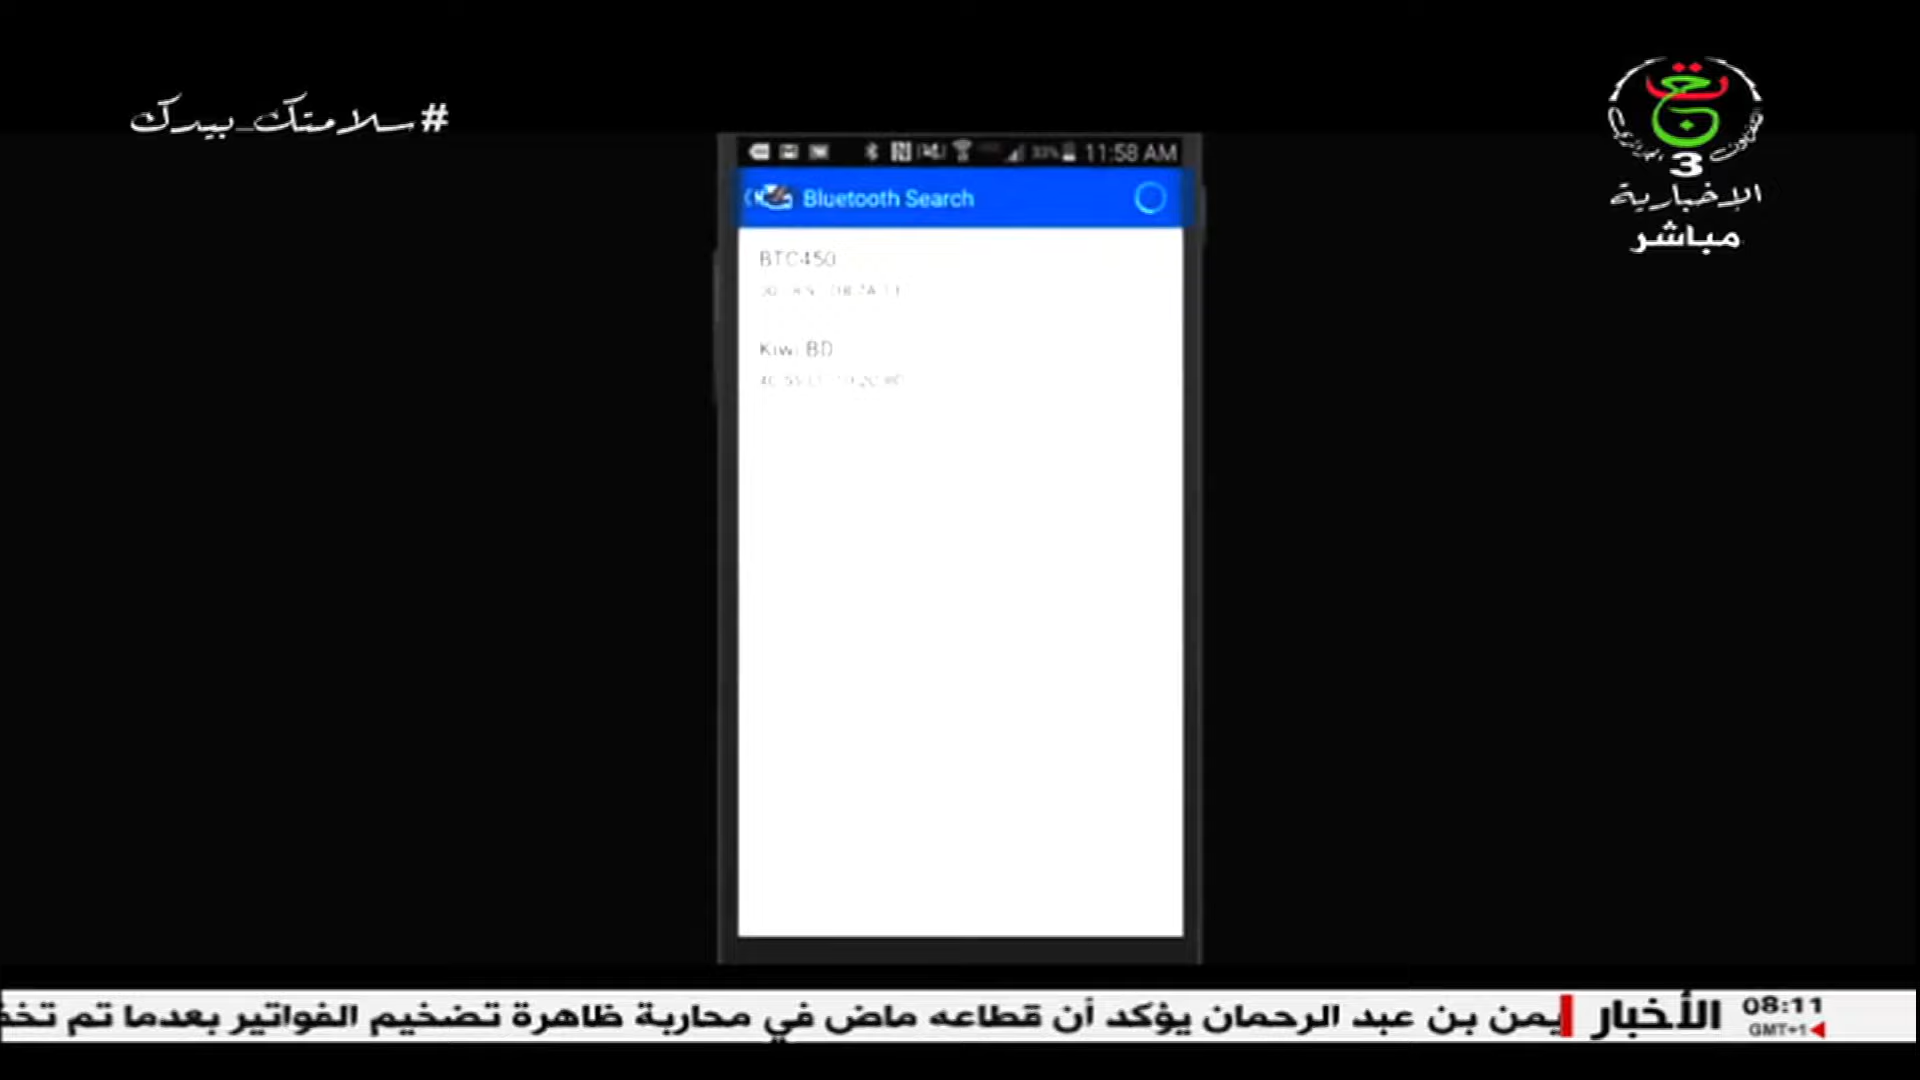 #سلامتك_بيدك
3
الإخبارية
مباشر
11:58 AM
Bluetooth Search
BTC450
Kiwi BD
08:11
GMT+1
الأخبار
يمن بن عبد الرحمان يؤكد أن قطاعه ماض في محاربة ظاهرة تضخيم الفواتير بعدما تم تخف